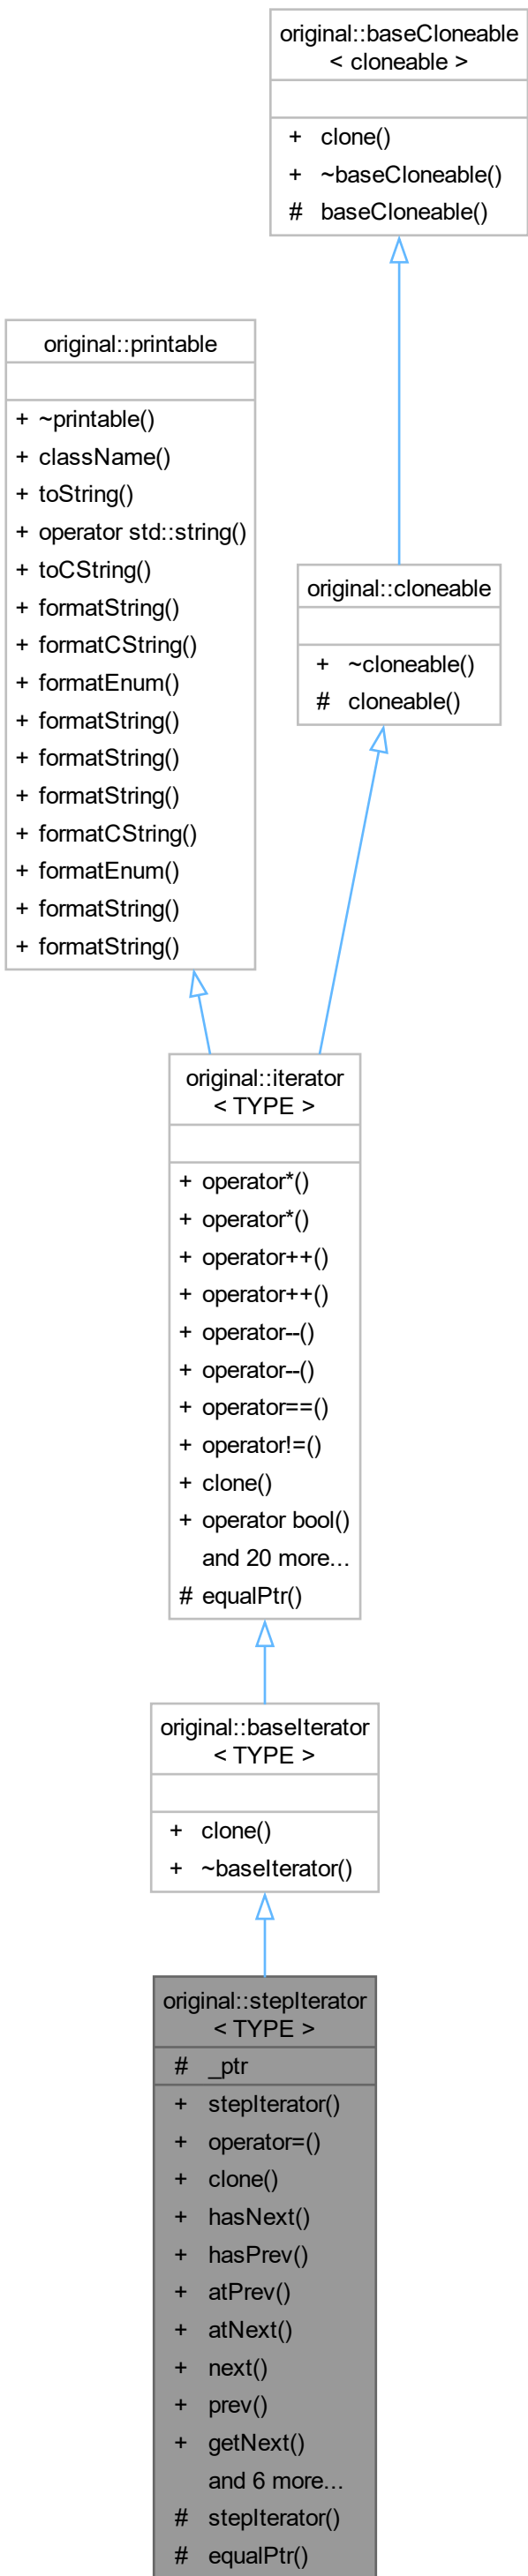 original::baseCloneable
< cloneable >
+ clone()
+ ~baseCloneable()
# baseCloneable()
original::printable
+ ~printable()
+ className()
+ toString()
+ operator std::string()
+ toCString()
+ formatString()
+ formatCString()
+ formatEnum()
+ formatString()
+ formatString()
+ formatString()
+ formatCString()
+ formatEnum()
+ formatString()
+ formatString()
original::cloneable
+ ~cloneable()
# cloneable()
original::iterator
< TYPE >
+ operator*()
+ operator*()
+ operator++()
+ operator++()
+ operator--()
+ operator--()
+ operator==()
+ operator!=()
+ clone()
+ operator bool()
and 20 more...
# equalPtr()
original::baseIterator
< TYPE >
+ clone()
+ ~baseIterator()
original::stepIterator
< TYPE >
# _ptr
+ stepIterator()
+ operator=()
+ clone()
+ hasNext()
+ hasPrev()
+ atPrev()
+ atNext()
+ next()
+ prev()
+ getNext()
and 6 more...
# stepIterator()
# equalPtr()